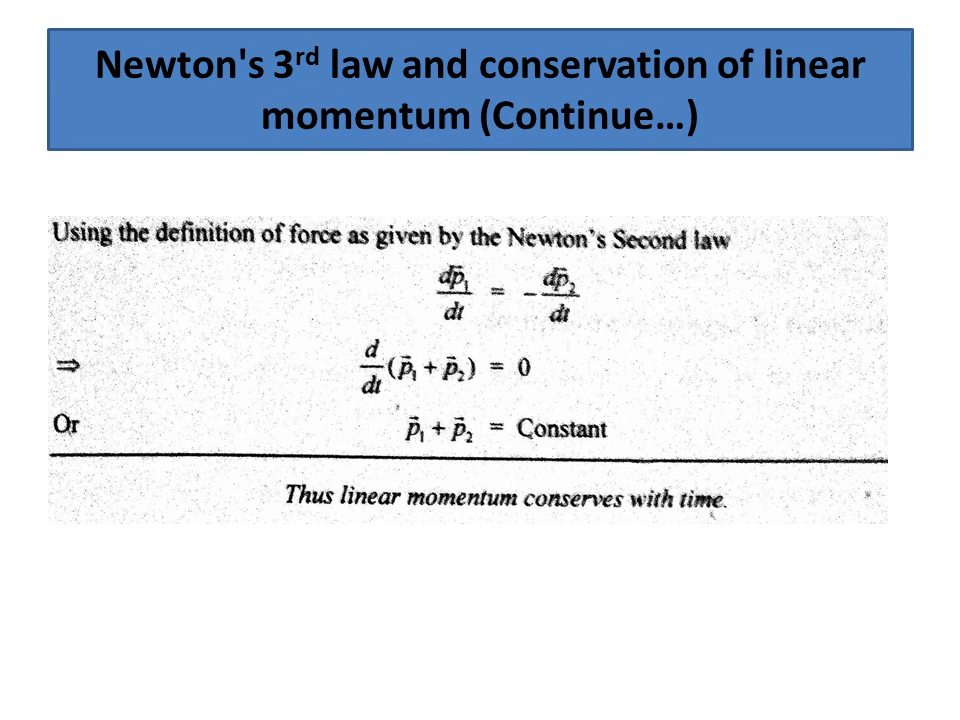 Newton's 3rd law and conservation of linear
momentum (Continue…)
Using the definition of force as given by the Newton's Second law
dp⃗₁/dt = - dp⃗₂/dt
⇒ d/dt (p⃗₁ + p⃗₂) = 0
Or p⃗₁ + p⃗₂ = Constant
Thus linear momentum conserves with time.